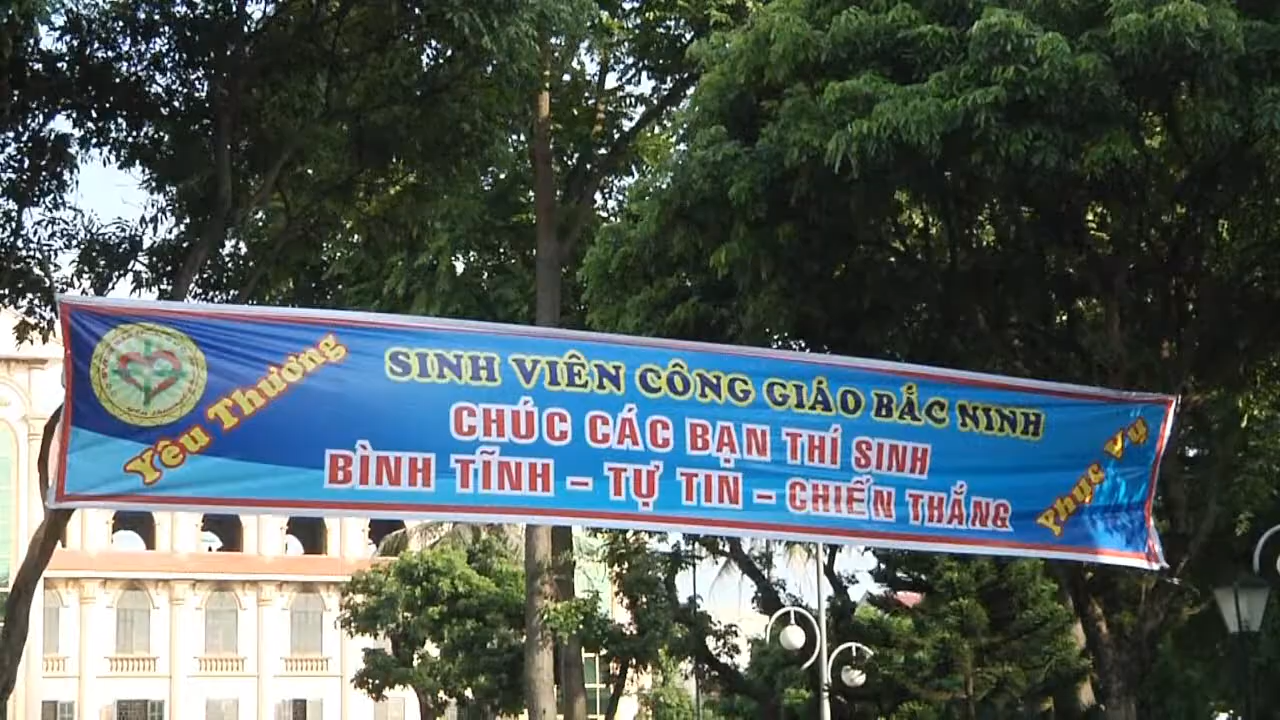 Yêu Thương
SINH VIÊN CÔNG GIÁO BẮC NINH
CHÚC CÁC BẠN THÍ SINH
BÌNH TĨNH – TỰ TIN – CHIẾN THẮNG
Phục Vụ